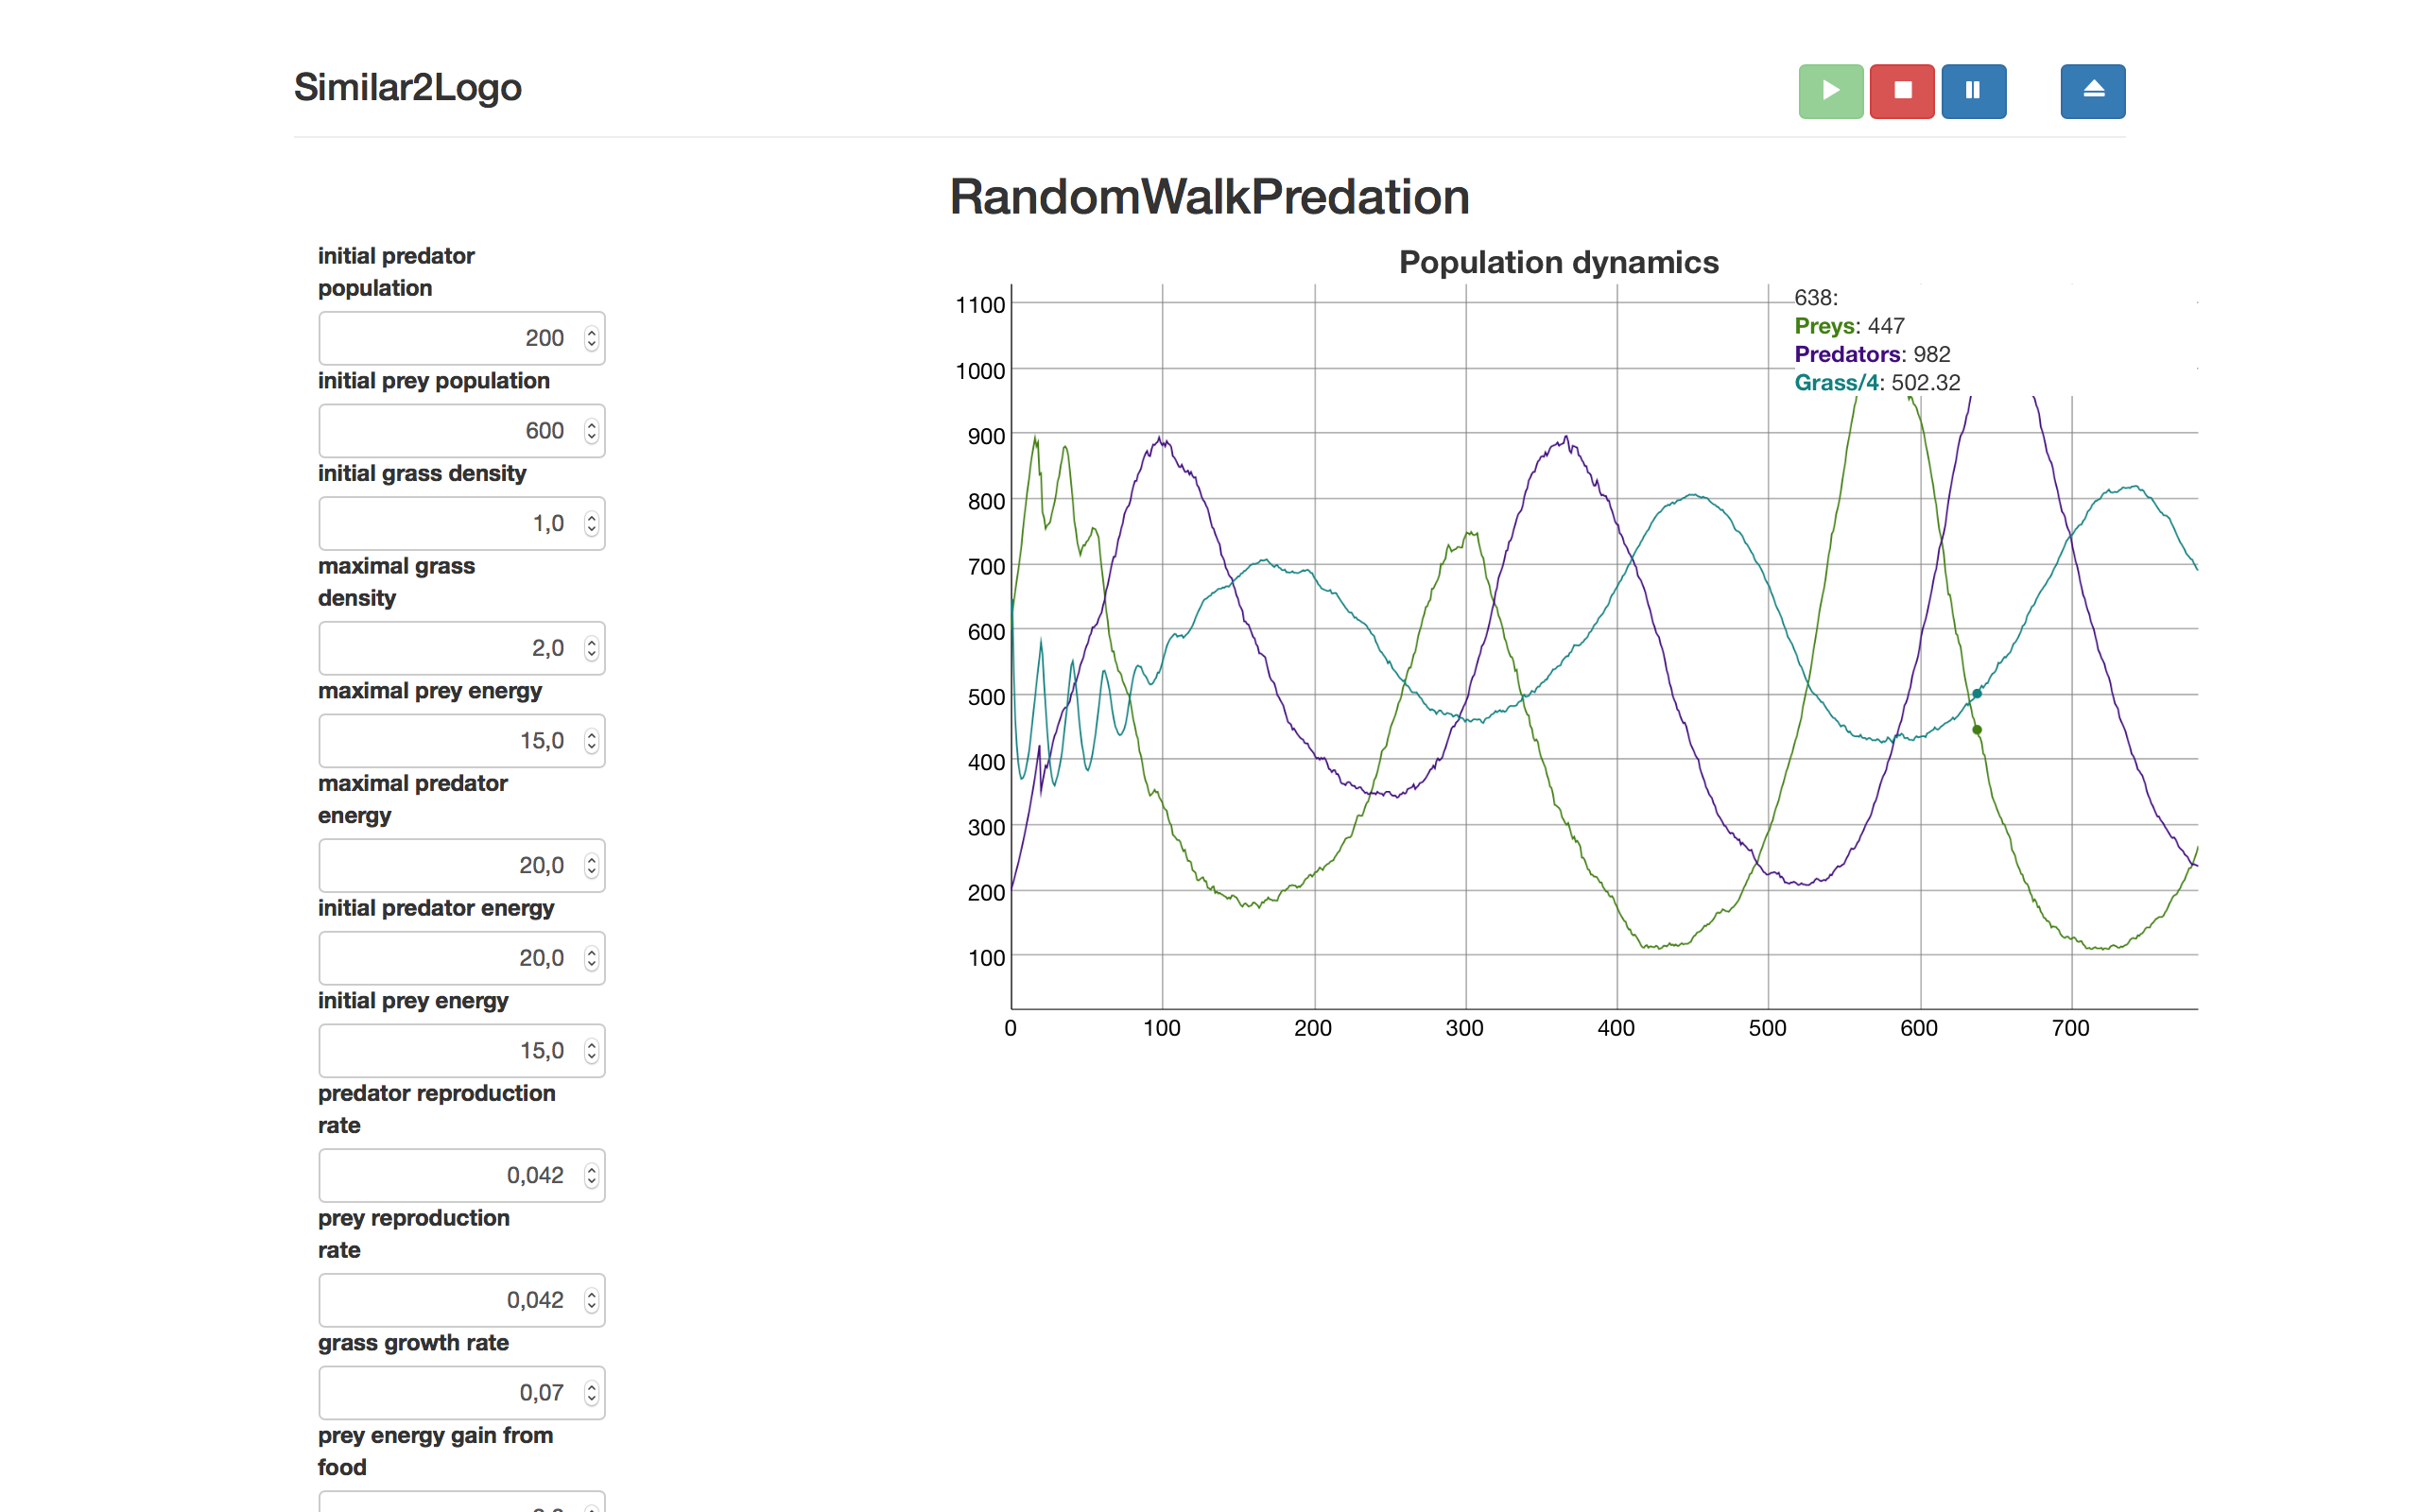 Similar2Logo
RandomWalkPredation
initial predator
population
200
initial prey population
600
initial grass density
1,0
maximal grass
density
2,0
maximal prey energy
15,0
maximal predator
energy
20,0
initial predator energy
20,0
initial prey energy
15,0
predator reproduction
rate
0,042
prey reproduction
rate
0,042
grass growth rate
0,07
prey energy gain from
food
Population dynamics
638:
Preys: 447
Predators: 982
Grass/4: 502.32
1100
1000
900
800
700
600
500
400
300
200
100
0 100 200 300 400 500 600 700